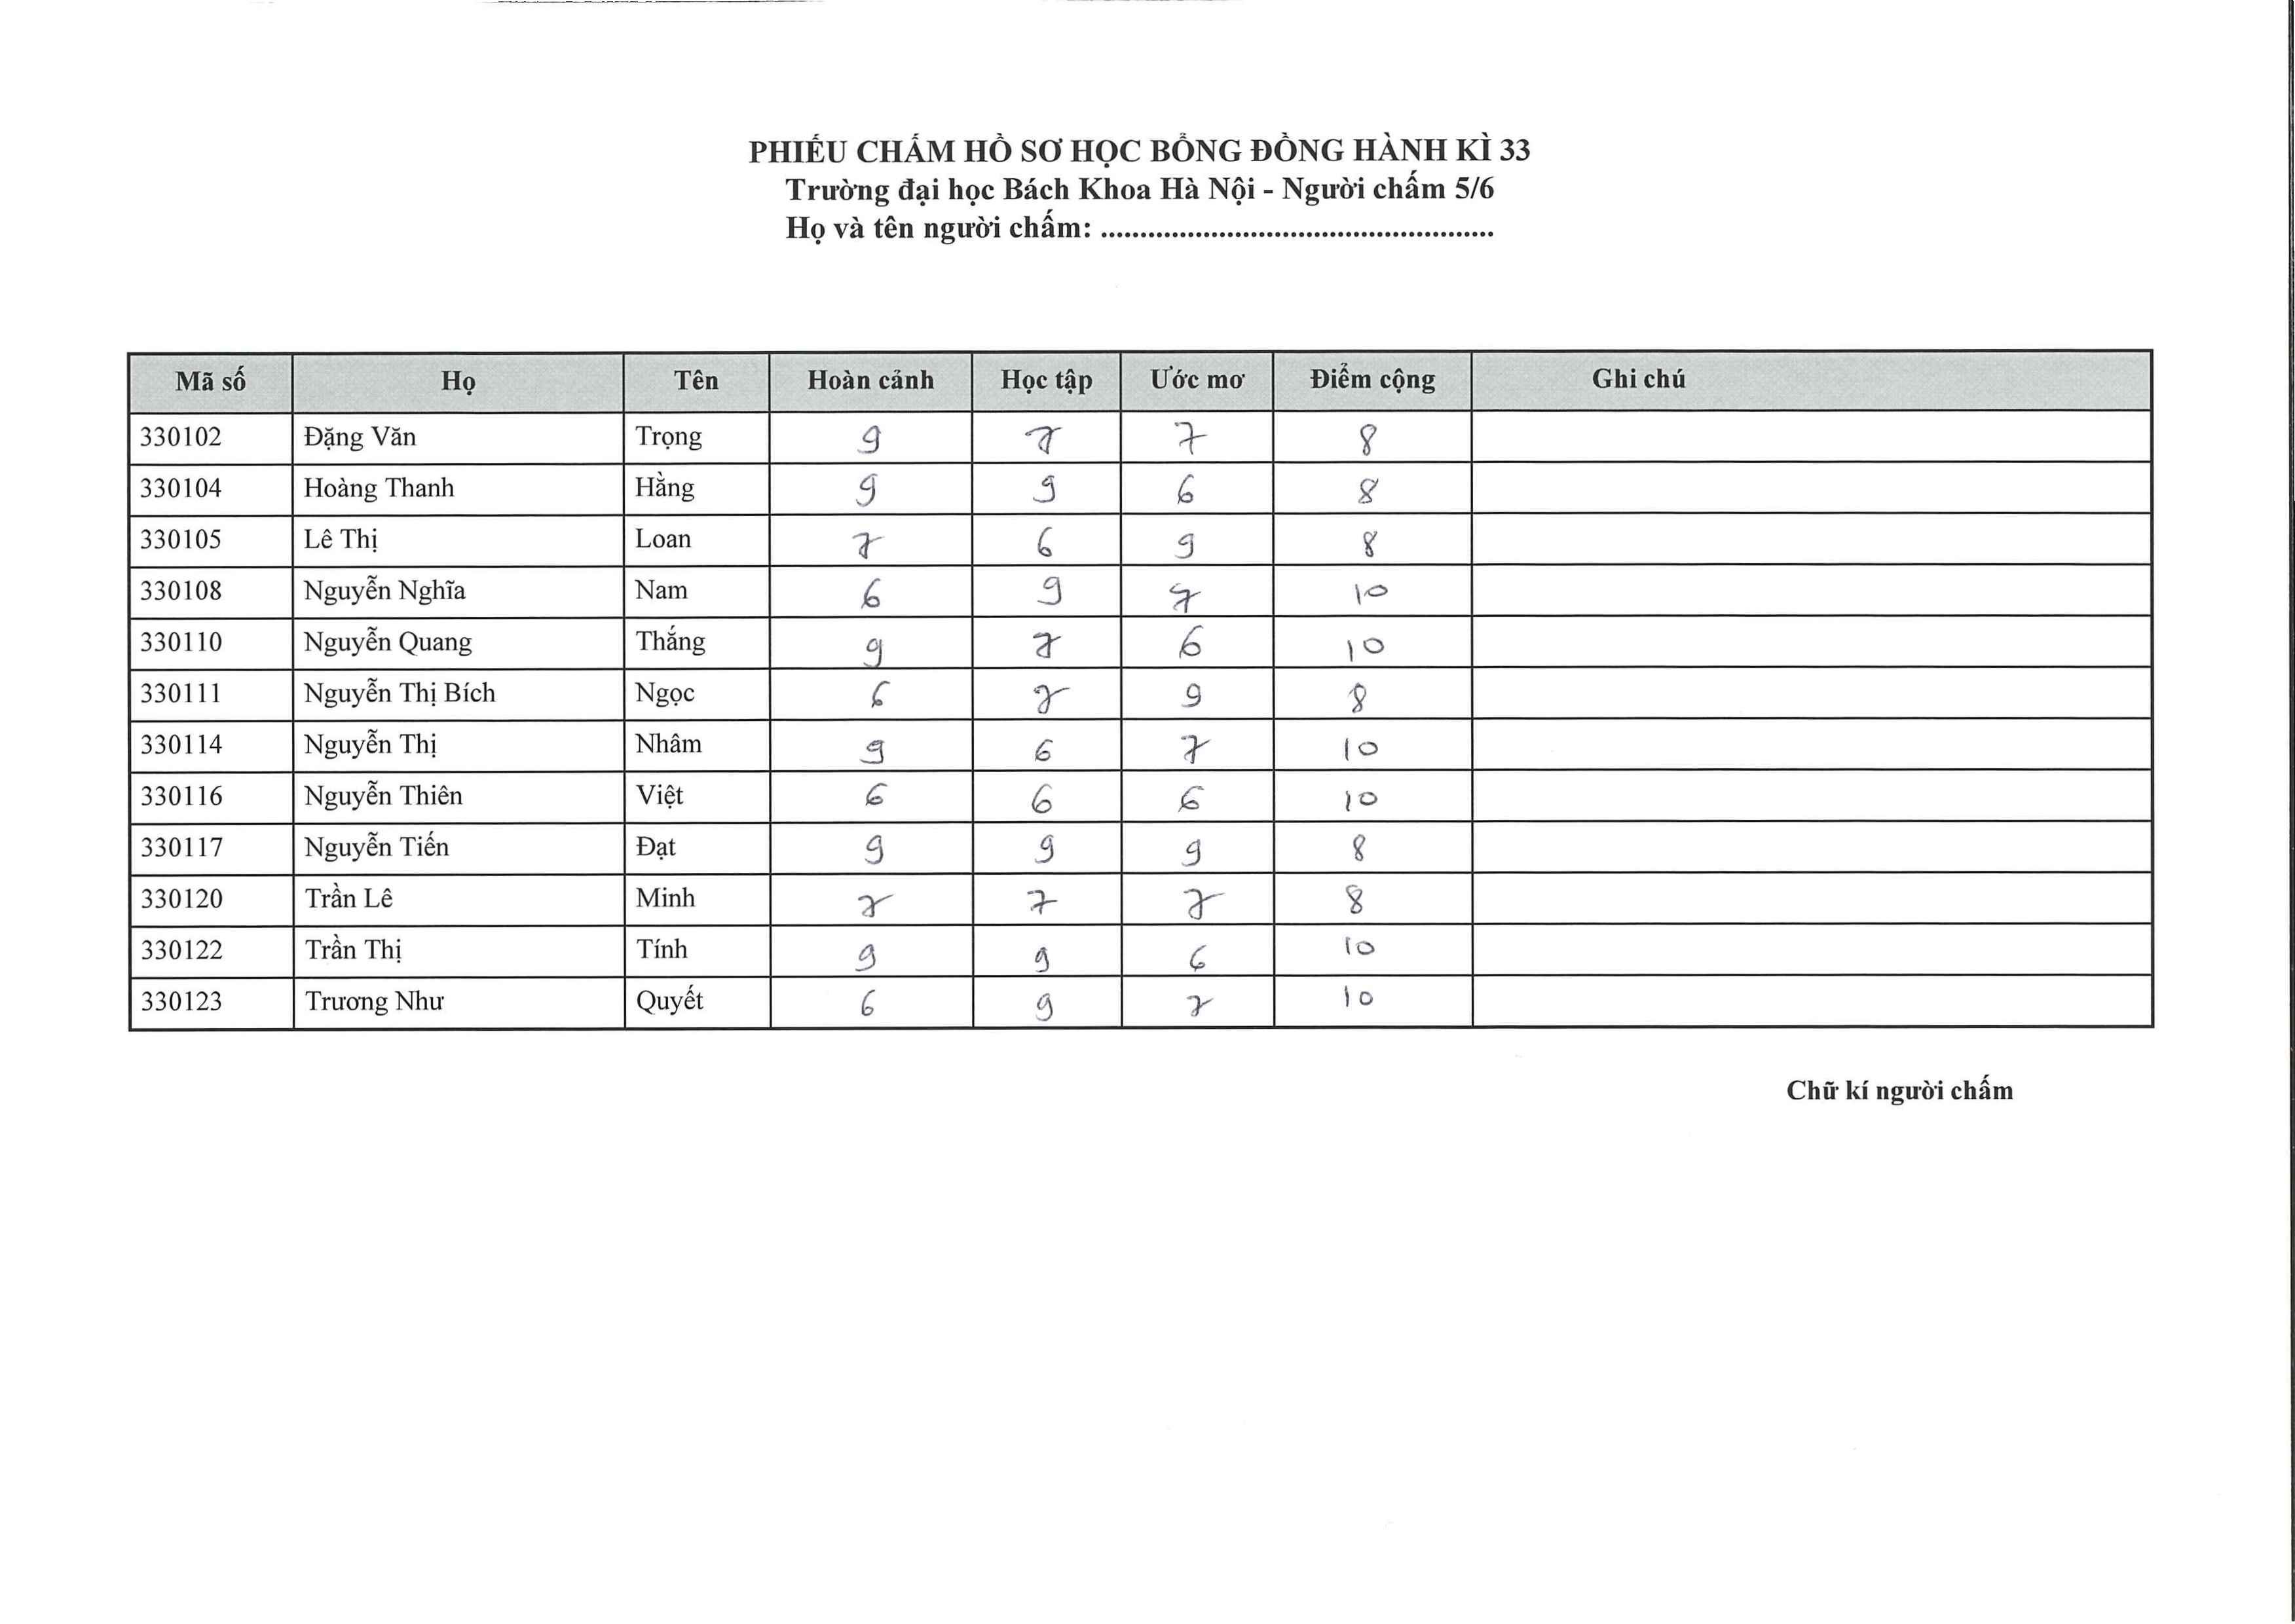 PHIẾU CHẤM HỒ SƠ HỌC BỔNG ĐỒNG HÀNH KÌ 33
Trường đại học Bách Khoa Hà Nội - Người chấm 5/6
Họ và tên người chấm: ..................................................
Mã số Họ Tên Hoàn cảnh Học tập Ước mơ Điểm cộng Ghi chú
330102 Đặng Văn Trọng 9 7 7 8
330104 Hoàng Thanh Hằng 9 9 6 8
330105 Lê Thị Loan 7 6 9 8
330108 Nguyễn Nghĩa Nam 6 9 7 10
330110 Nguyễn Quang Thắng 9 7 6 10
330111 Nguyễn Thị Bích Ngọc 6 7 9 8
330114 Nguyễn Thị Nhâm 9 6 7 10
330116 Nguyễn Thiên Việt 6 6 6 10
330117 Nguyễn Tiến Đạt 9 9 9 8
330120 Trần Lê Minh 7 7 7 8
330122 Trần Thị Tính 9 9 6 10
330123 Trương Như Quyết 6 9 7 10
Chữ kí người chấm